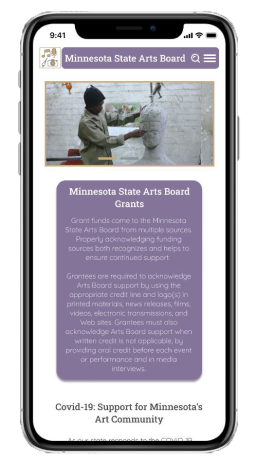 9:41
Minnesota State Arts Board
Minnesota State Arts Board
Grants
Grant funds come to the Minnesota
State Arts Board from multiple sources.
Properly acknowledging funding
sources both recognizes and helps to
ensure continued support.
Grantees are required to acknowledge
Arts Board support by using the
appropriate credit line and logo(s) in
printed materials, news releases, films,
videos, electronic transmissions, and
Web sites. Grantees must also
acknowledge Arts Board support when
written credit is not applicable, by
providing oral credit before each event
or performance and in media
interviews.
Covid-19: Support for Minnesota's
Art Community
As our state responds to the COVID-19